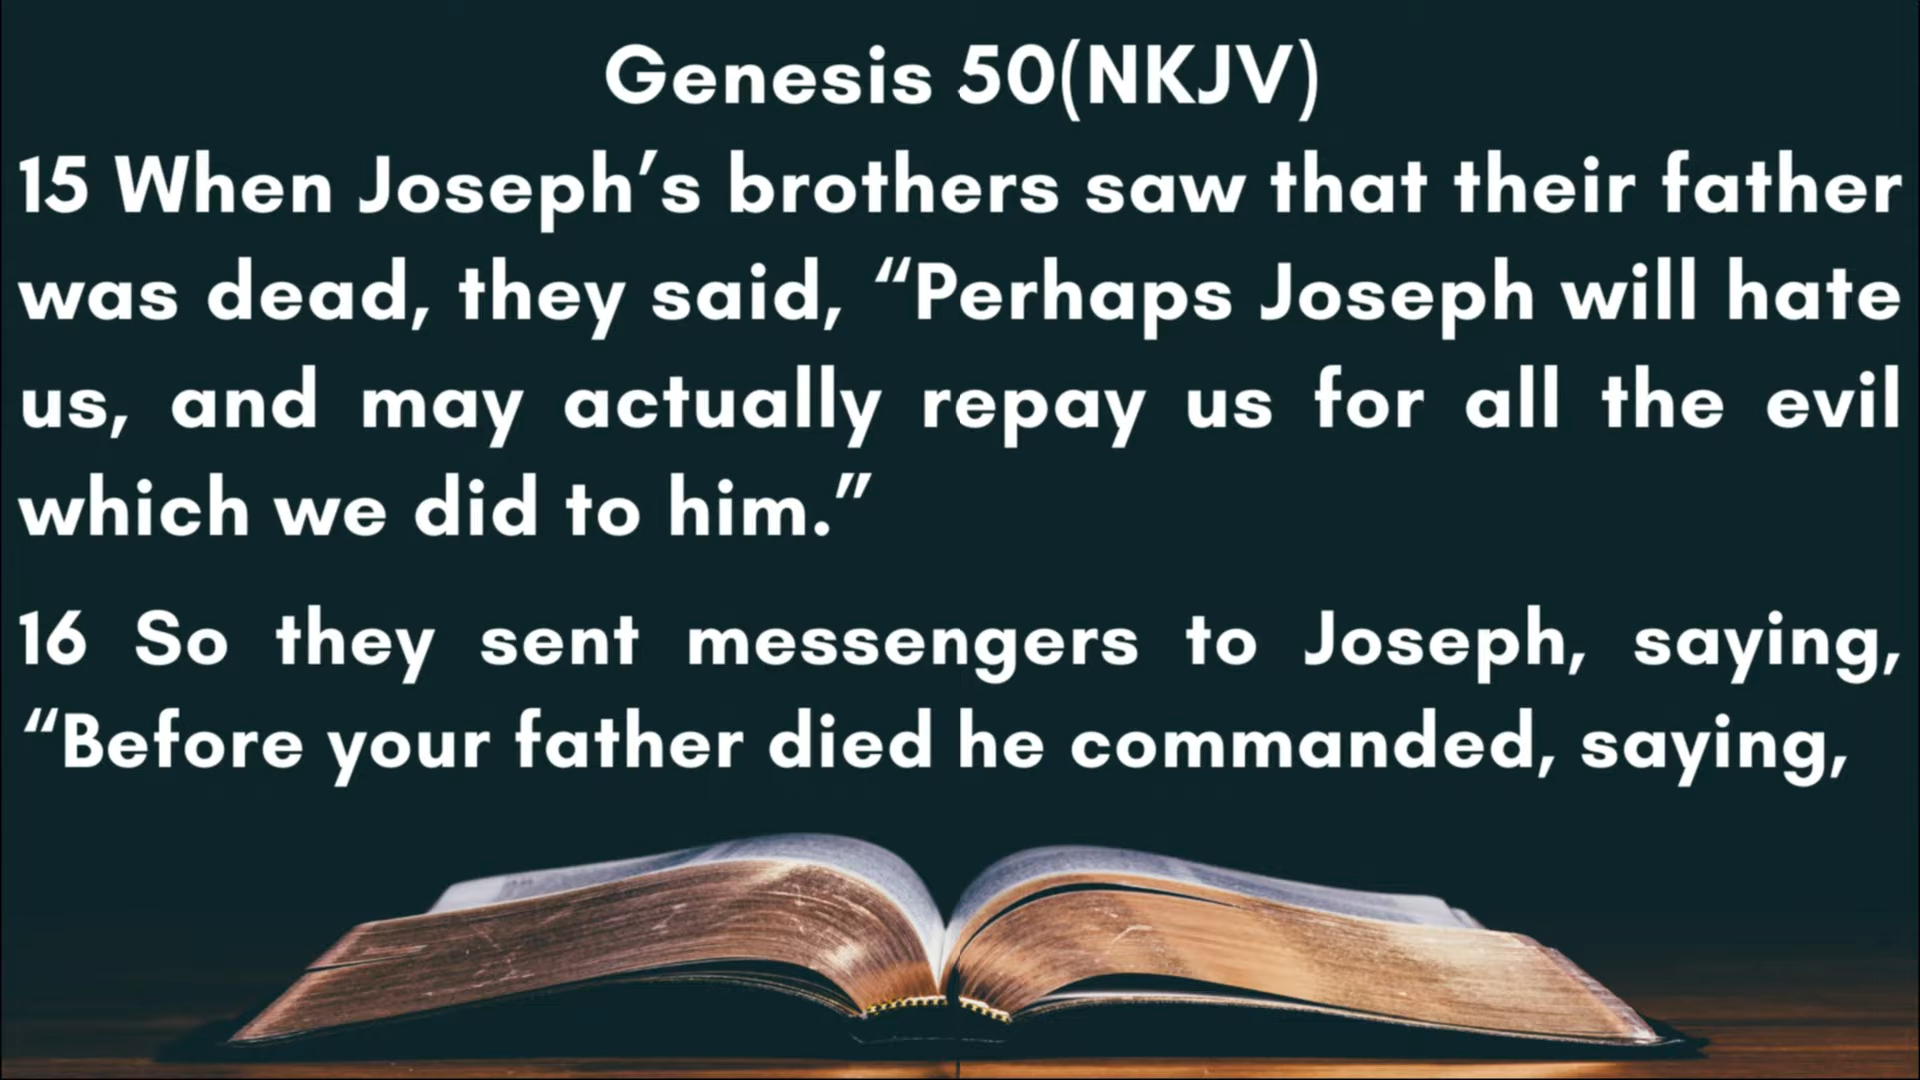 Genesis 50(NKJV)
15 When Joseph’s brothers saw that their father
was dead, they said, “Perhaps Joseph will hate
us, and may actually repay us for all the evil
which we did to him.”
16 So they sent messengers to Joseph, saying,
“Before your father died he commanded, saying,